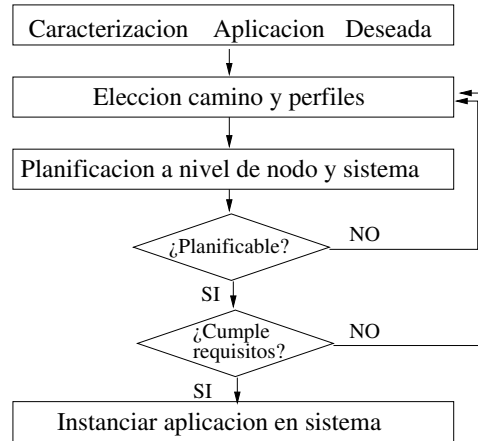 Caracterizacion Aplicacion Deseada
Eleccion camino y perfiles
Planificacion a nivel de nodo y sistema
¿Planificable?
NO
SI
¿Cumple
requisitos?
NO
SI
Instanciar aplicacion en sistema